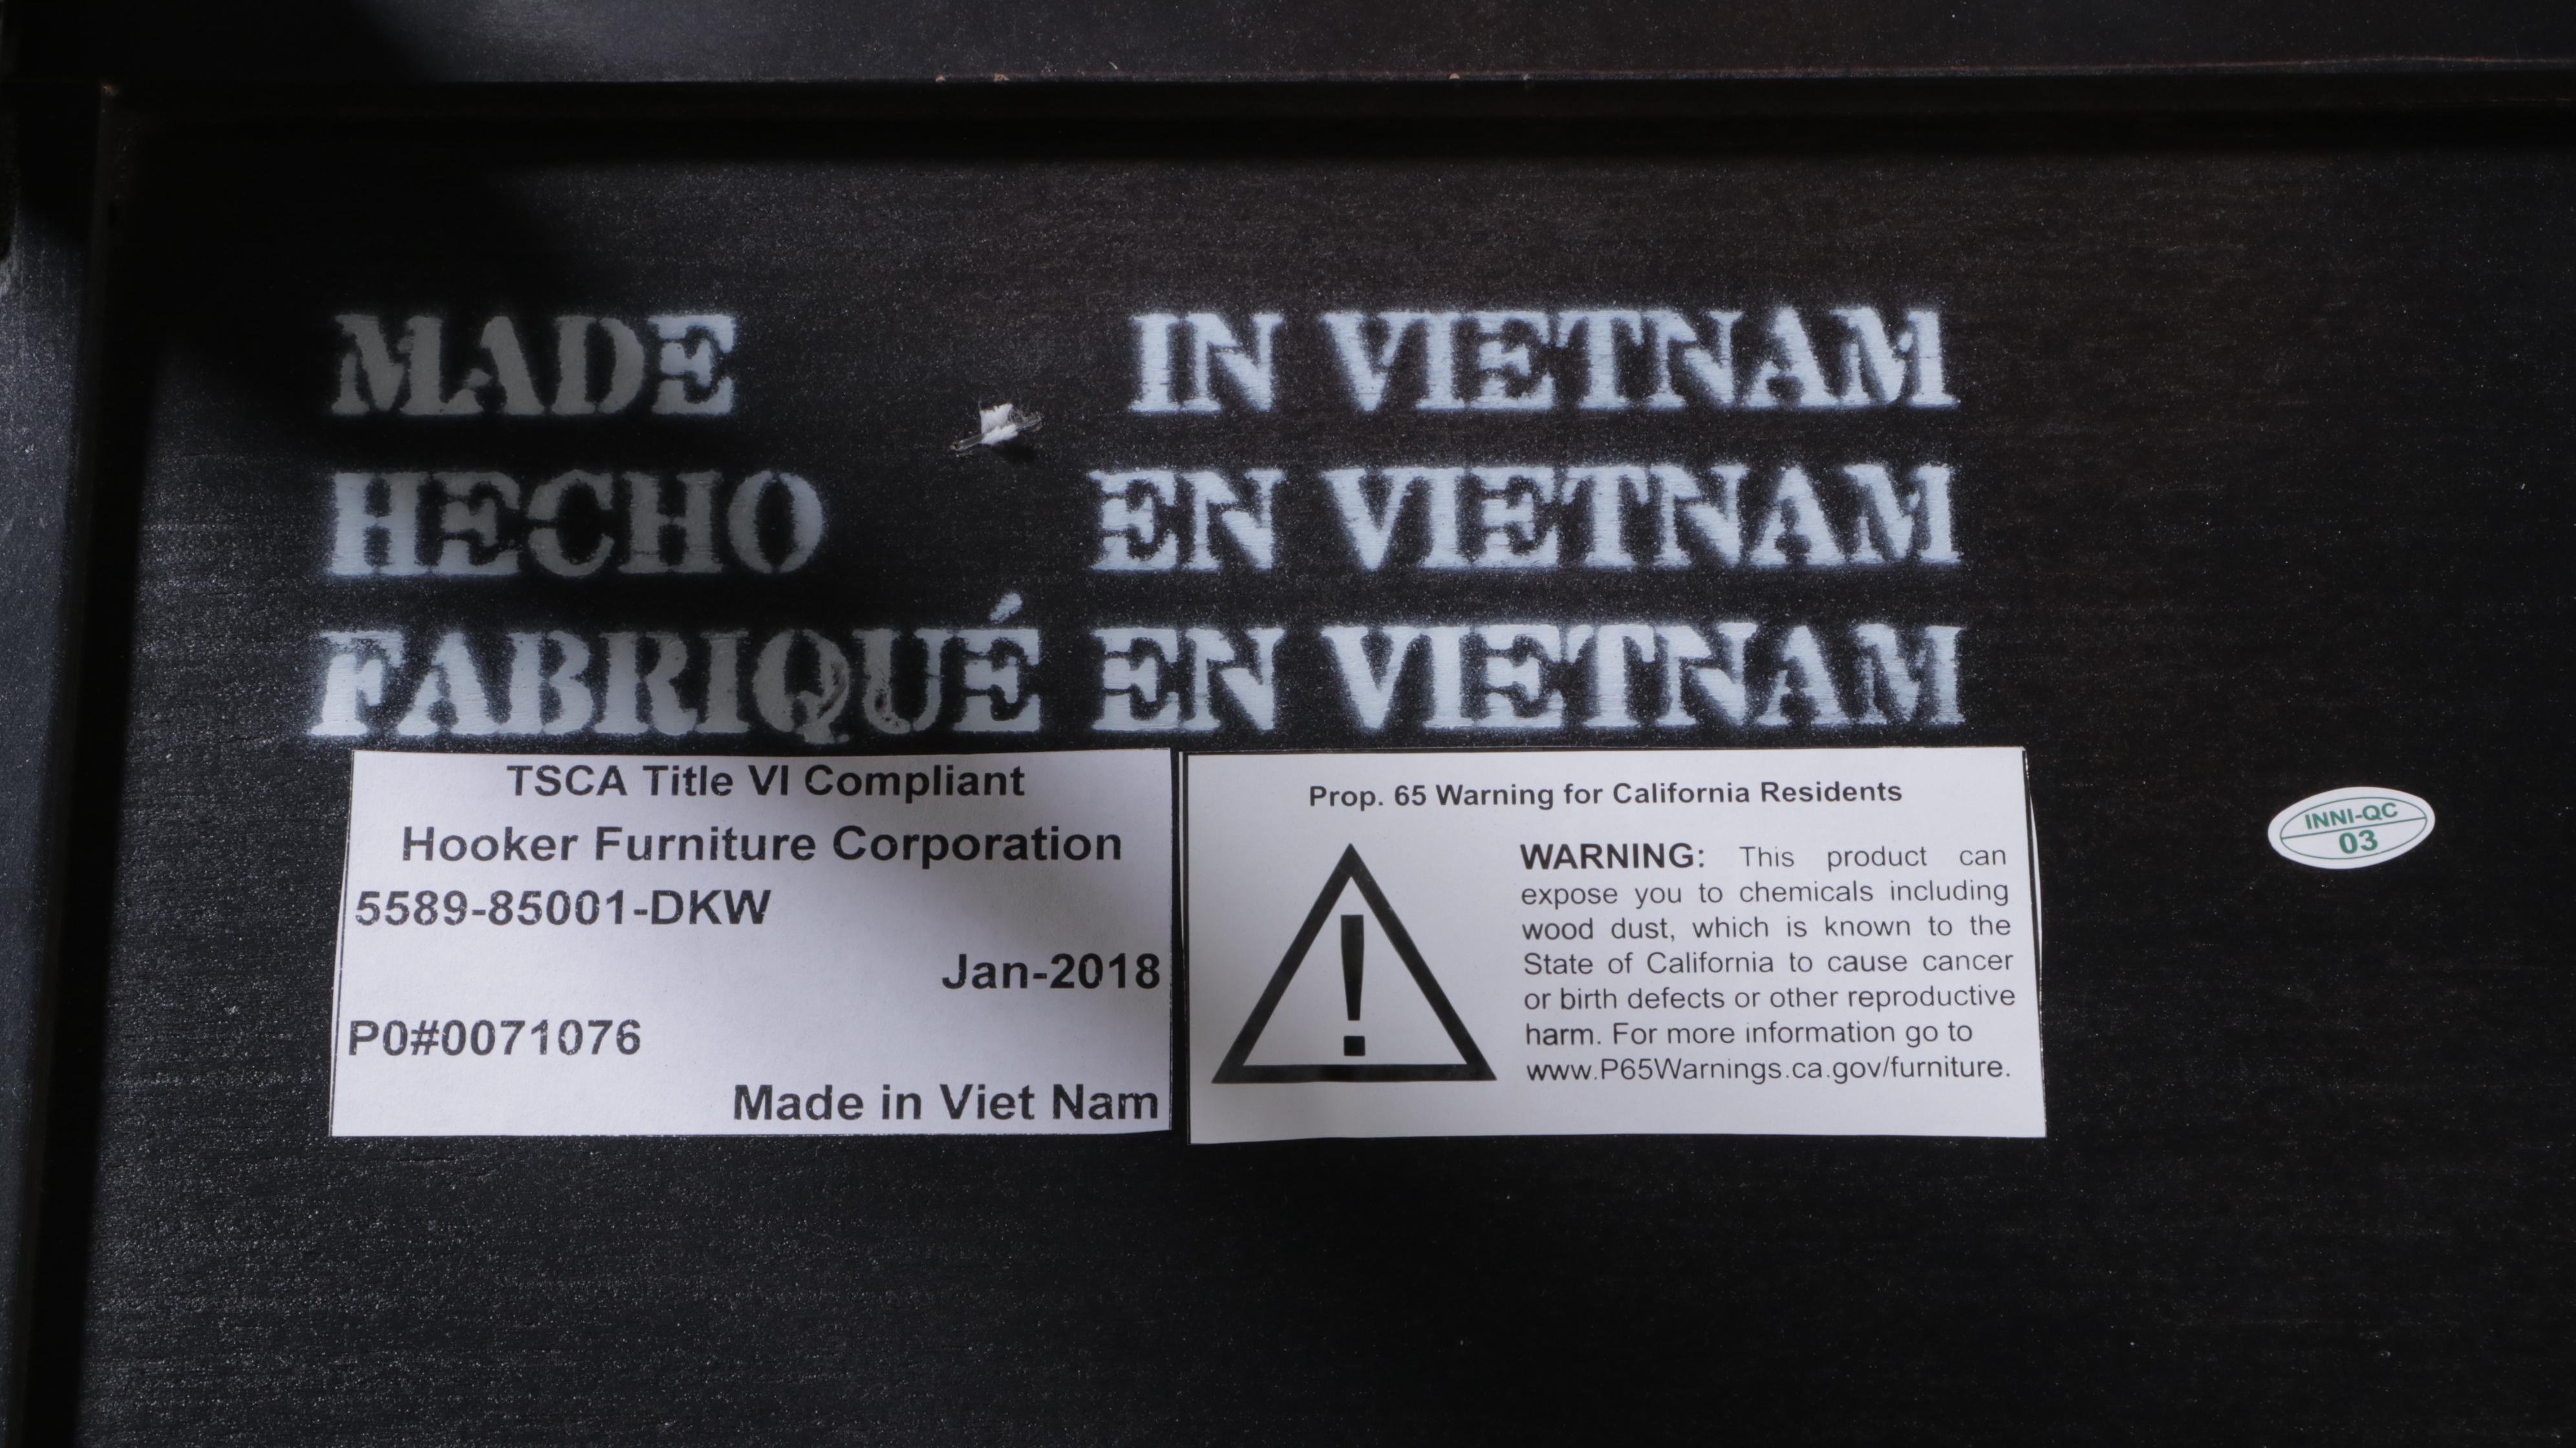 MADE IN VIETNAM
HECHO EN VIETNAM
FABRIQUÉ EN VIETNAM
TSCA Title VI Compliant
Hooker Furniture Corporation
5589-85001-DKW
Jan-2018
P0#0071076
Made in Viet Nam
Prop. 65 Warning for California Residents
WARNING: This product can
expose you to chemicals including
wood dust, which is known to the
State of California to cause cancer
or birth defects or other reproductive
harm. For more information go to
www.P65Warnings.ca.gov/furniture.
INNI-QC
03